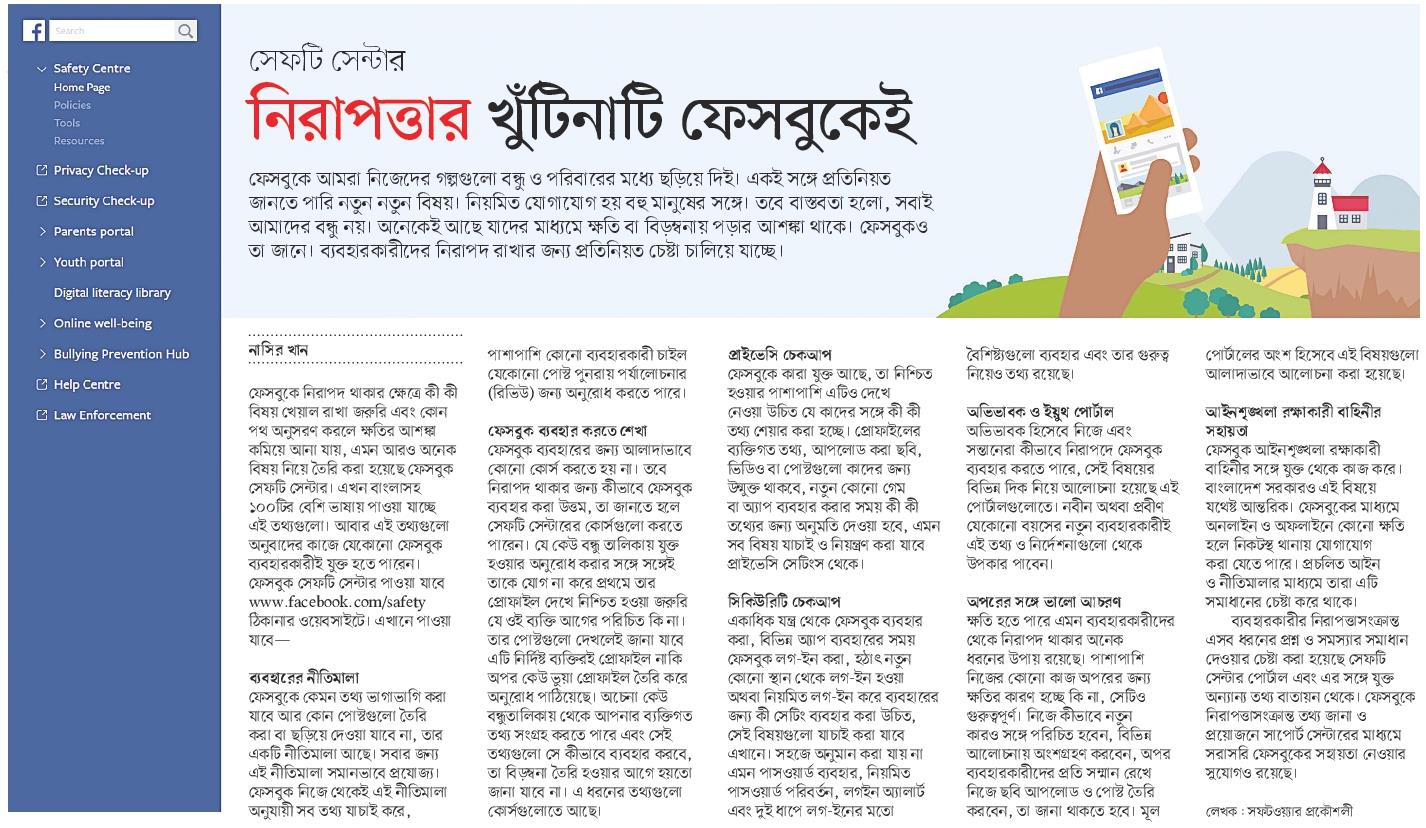 Search
Safety Centre
Home Page
Policies
Tools
Resources
Privacy Check-up
Security Check-up
Parents portal
Youth portal
Digital literacy library
Online well-being
Bullying Prevention Hub
Help Centre
Law Enforcement
সেফটি সেন্টার
নিরাপত্তার খুঁটিনাটি ফেসবুকেই
ফেসবুকে আমরা নিজেদের গল্পগুলো বন্ধু ও পরিবারের মধ্যে ছড়িয়ে দিই। একই সঙ্গে প্রতিনিয়ত
জানতে পারি নতুন নতুন বিষয়। নিয়মিত যোগাযোগ হয় বহু মানুষের সঙ্গে। তবে বাস্তবতা হলো, সবাই
আমাদের বন্ধু নয়। অনেকেই আছে যাদের মাধ্যমে ক্ষতি বা বিড়ম্বনায় পড়ার আশঙ্কা থাকে। ফেসবুকও
তা জানে। ব্যবহারকারীদের নিরাপদ রাখার জন্য প্রতিনিয়ত চেষ্টা চালিয়ে যাচ্ছে।
নাসির খান
ফেসবুকে নিরাপদ থাকার ক্ষেত্রে কী কী
বিষয় খেয়াল রাখা জরুরি এবং কোন
পথ অনুসরণ করলে ক্ষতির আশঙ্কা
কমিয়ে আনা যায়, এমন আরও অনেক
বিষয় নিয়ে তৈরি করা হয়েছে ফেসবুক
সেফটি সেন্টার। এখন বাংলাসহ
১০০টির বেশি ভাষায় পাওয়া যাচ্ছে
এই তথ্যগুলো। আবার এই তথ্যগুলো
অনুবাদের কাজে যেকোনো ফেসবুক
ব্যবহারকারীই যুক্ত হতে পারেন।
ফেসবুক সেফটি সেন্টার পাওয়া যাবে
www.facebook.com/safety
ঠিকানার ওয়েবসাইটে। এখানে পাওয়া
যাবে—
ব্যবহারের নীতিমালা
ফেসবুকে কেমন তথ্য ভাগাভাগি করা
যাবে আর কোন পোস্টগুলো তৈরি
করা বা ছড়িয়ে দেওয়া যাবে না, তার
একটি নীতিমালা আছে। সবার জন্য
এই নীতিমালা সমানভাবে প্রযোজ্য।
ফেসবুক নিজে থেকেই এই নীতিমালা
অনুযায়ী সব তথ্য যাচাই করে,
পাশাপাশি কোনো ব্যবহারকারী চাইল
যেকোনো পোস্ট পুনরায় পর্যালোচনার
(রিভিউ) জন্য অনুরোধ করতে পারে।
ফেসবুক ব্যবহার করতে শেখা
ফেসবুক ব্যবহারের জন্য আলাদাভাবে
কোনো কোর্স করতে হয় না। তবে
নিরাপদ থাকার জন্য কীভাবে ফেসবুক
ব্যবহার করা উত্তম, তা জানতে হলে
সেফটি সেন্টারের কোর্সগুলো করতে
পারেন। যে কেউ বন্ধু তালিকায় যুক্ত
হওয়ার অনুরোধ করার সঙ্গে সঙ্গেই
তাকে যোগ না করে প্রথমে তার
প্রোফাইল দেখে নিশ্চিত হওয়া জরুরি
যে ওই ব্যক্তি আগের পরিচিত কি না।
তার পোস্টগুলো দেখলেই জানা যাবে
এটি নির্দিষ্ট ব্যক্তিরই প্রোফাইল নাকি
অপর কেউ ভুয়া প্রোফাইল তৈরি করে
অনুরোধ পাঠিয়েছে। অচেনা কেউ
বন্ধুতালিকায় থেকে আপনার ব্যক্তিগত
তথ্য সংগ্রহ করতে পারে এবং সেই
তথ্যগুলো সে কীভাবে ব্যবহার করবে,
তা বিড়ম্বনা তৈরি হওয়ার আগে হয়তো
জানা যাবে না। এ ধরনের তথ্যগুলো
কোর্সগুলোতে আছে।
প্রাইভেসি চেকআপ
ফেসবুকে কারা যুক্ত আছে, তা নিশ্চিত
হওয়ার পাশাপাশি এটিও দেখে
নেওয়া উচিত যে কাদের সঙ্গে কী কী
তথ্য শেয়ার করা হচ্ছে। প্রোফাইলের
ব্যক্তিগত তথ্য, আপলোড করা ছবি,
ভিডিও বা পোস্টগুলো কাদের জন্য
উন্মুক্ত থাকবে, নতুন কোনো গেম
বা অ্যাপ ব্যবহার করার সময় কী কী
তথ্যের জন্য অনুমতি দেওয়া হবে, এমন
সব বিষয় যাচাই ও নিয়ন্ত্রণ করা যাবে
প্রাইভেসি সেটিংস থেকে।
সিকিউরিটি চেকআপ
একাধিক যন্ত্র থেকে ফেসবুক ব্যবহার
করা, বিভিন্ন অ্যাপ ব্যবহারের সময়
ফেসবুক লগ-ইন করা, হঠাৎ নতুন
কোনো স্থান থেকে লগ-ইন হওয়া
অথবা নিয়মিত লগ-ইন করে ব্যবহারের
জন্য কী সেটিং ব্যবহার করা উচিত,
সেই বিষয়গুলো যাচাই করা যাবে
এখানে। সহজে অনুমান করা যায় না
এমন পাসওয়ার্ড ব্যবহার, নিয়মিত
পাসওয়ার্ড পরিবর্তন, লগইন অ্যালার্ট
এবং দুই ধাপে লগ-ইনের মতো
বৈশিষ্ট্যগুলো ব্যবহার এবং তার গুরুত্ব
নিয়েও তথ্য রয়েছে।
অভিভাবক ও ইয়ুথ পোর্টাল
অভিভাবক হিসেবে নিজে এবং
সন্তানেরা কীভাবে নিরাপদে ফেসবুক
ব্যবহার করতে পারে, সেই বিষয়ের
বিভিন্ন দিক নিয়ে আলোচনা হয়েছে এই
পোর্টালগুলোতে। নবীন অথবা প্রবীণ
যেকোনো বয়সের নতুন ব্যবহারকারীই
এই তথ্য ও নির্দেশনাগুলো থেকে
উপকার পাবেন।
অপরের সঙ্গে ভালো আচরণ
ক্ষতি হতে পারে এমন ব্যবহারকারীদের
থেকে নিরাপদ থাকার অনেক
ধরনের উপায় রয়েছে। পাশাপাশি
নিজের কোনো কাজ অপরের জন্য
ক্ষতির কারণ হচ্ছে কি না, সেটিও
গুরুত্বপূর্ণ। নিজে কীভাবে নতুন
কারও সঙ্গে পরিচিত হবেন, বিভিন্ন
আলোচনায় অংশগ্রহণ করবেন, অপর
ব্যবহারকারীদের প্রতি সম্মান রেখে
নিজে ছবি আপলোড ও পোস্ট তৈরি
করবেন, তা জানা থাকতে হবে। মূল
পোর্টালের অংশ হিসেবে এই বিষয়গুলো
আলাদাভাবে আলোচনা করা হয়েছে।
আইনশৃঙ্খলা রক্ষাকারী বাহিনীর
সহায়তা
ফেসবুক আইনশৃঙ্খলা রক্ষাকারী
বাহিনীর সঙ্গে যুক্ত থেকে কাজ করে।
বাংলাদেশ সরকারও এই বিষয়ে
যথেষ্ট আন্তরিক। ফেসবুকের মাধ্যমে
অনলাইন ও অফলাইনে কোনো ক্ষতি
হলে নিকটস্থ থানায় যোগাযোগ
করা যেতে পারে। প্রচলিত আইন
ও নীতিমালার মাধ্যমে তারা এটি
সমাধানের চেষ্টা করে থাকে।
ব্যবহারকারীর নিরাপত্তাসংক্রান্ত
এসব ধরনের প্রশ্ন ও সমস্যার সমাধান
দেওয়ার চেষ্টা করা হয়েছে সেফটি
সেন্টার পোর্টাল এবং এর সঙ্গে যুক্ত
অন্যান্য তথ্য বাতায়ন থেকে। ফেসবুকে
নিরাপত্তাসংক্রান্ত তথ্য জানা ও
প্রয়োজনে সাপোর্ট সেন্টারের মাধ্যমে
সরাসরি ফেসবুকের সহায়তা নেওয়ার
সুযোগও রয়েছে।
লেখক : সফটওয়্যার প্রকৌশলী